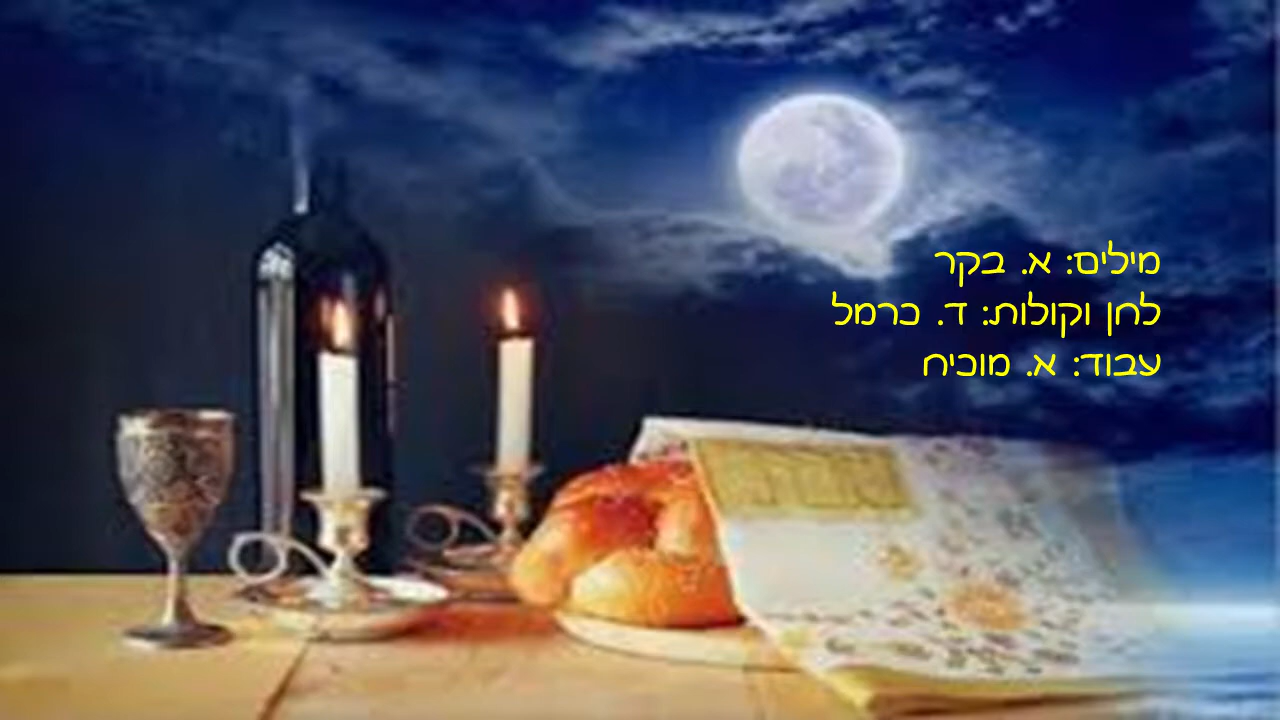 מילים: א. בקר
לחן וקולות: ד. כרמל
עבוד: א. מוכיח